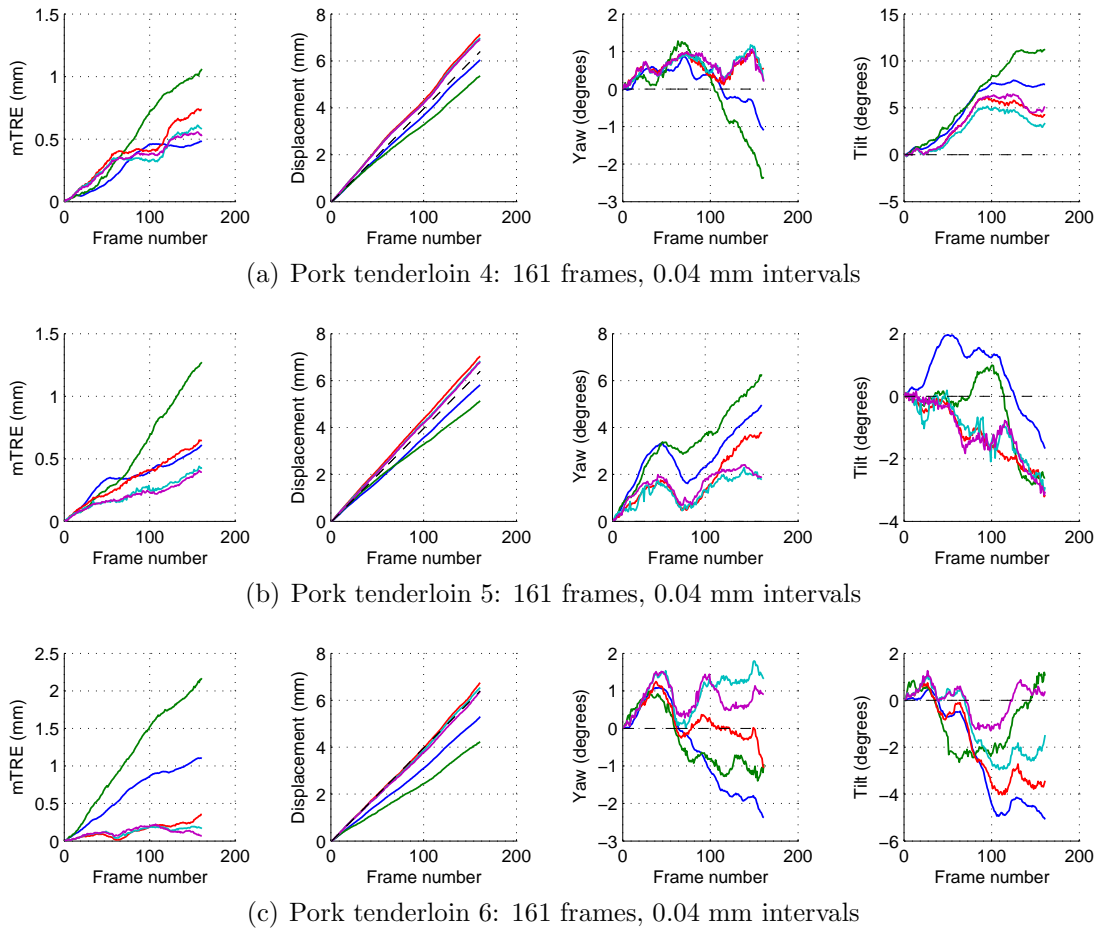 1.5
1
0.5
0
0 100 200
Frame number
mTRE (mm)
8
6
4
2
0
0 100 200
Frame number
Displacement (mm)
2
1
0
−1
−2
−3
0 100 200
Frame number
Yaw (degrees)
15
10
5
0
−5
0 100 200
Frame number
Tilt (degrees)
(a) Pork tenderloin 4: 161 frames, 0.04 mm intervals
1.5
1
0.5
0
0 100 200
Frame number
mTRE (mm)
8
6
4
2
0
0 100 200
Frame number
Displacement (mm)
8
6
4
2
0
0 100 200
Frame number
Yaw (degrees)
2
0
−2
−4
0 100 200
Frame number
Tilt (degrees)
(b) Pork tenderloin 5: 161 frames, 0.04 mm intervals
2.5
2
1.5
1
0.5
0
0 100 200
Frame number
mTRE (mm)
8
6
4
2
0
0 100 200
Frame number
Displacement (mm)
2
1
0
−1
−2
−3
0 100 200
Frame number
Yaw (degrees)
2
0
−2
−4
−6
0 100 200
Frame number
Tilt (degrees)
(c) Pork tenderloin 6: 161 frames, 0.04 mm intervals